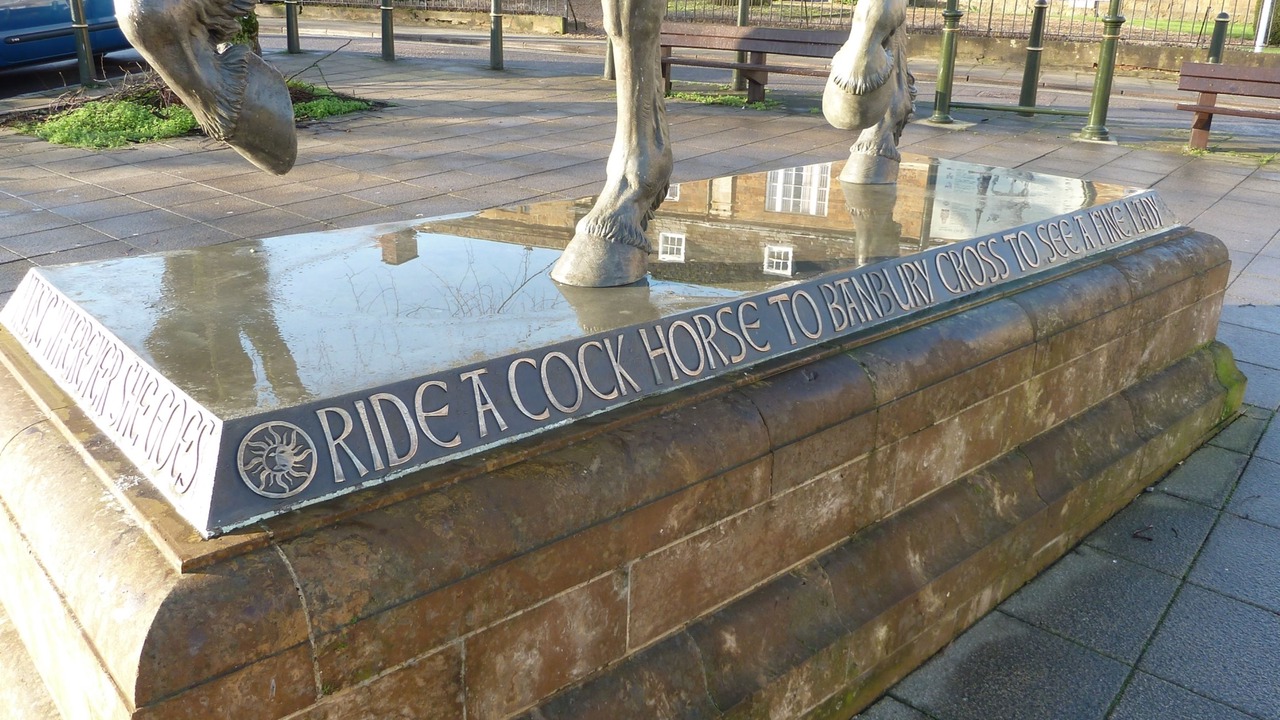 RIDE A COCK HORSE TO BANBURY CROSS TO SEE A FINE LADY
MUSIC WHEREVER SHE GOES